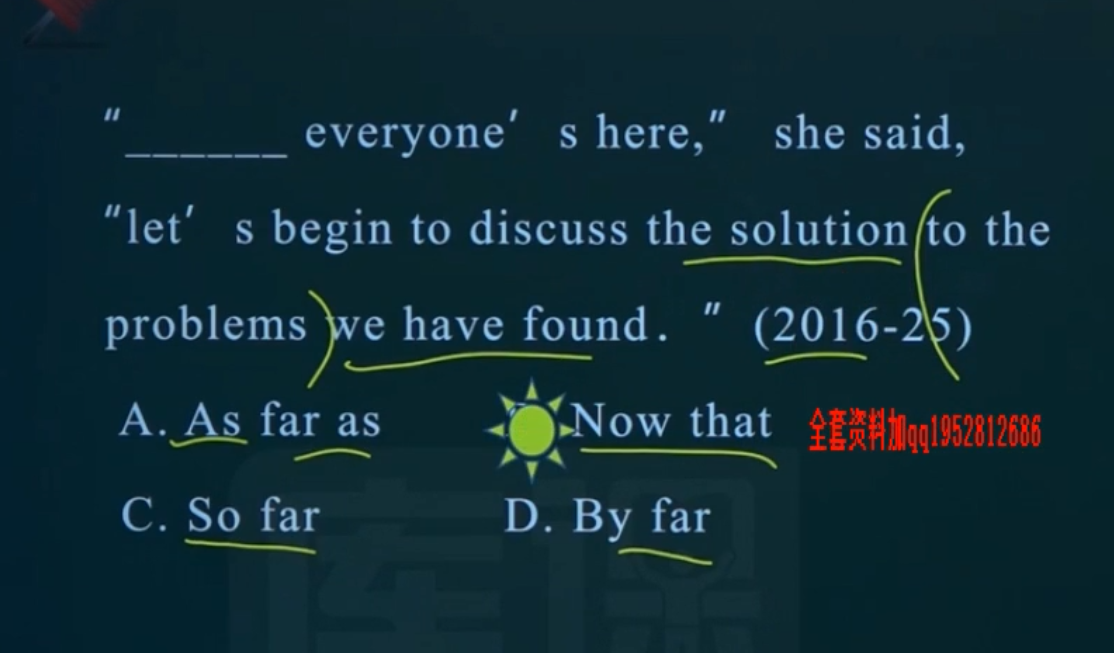 "______ everyone's here," she said,
"let's begin to discuss the solution to the
problems we have found. " (2016-25)
A. As far as
Now that
全套资料加qq1952812686
C. So far
D. By far